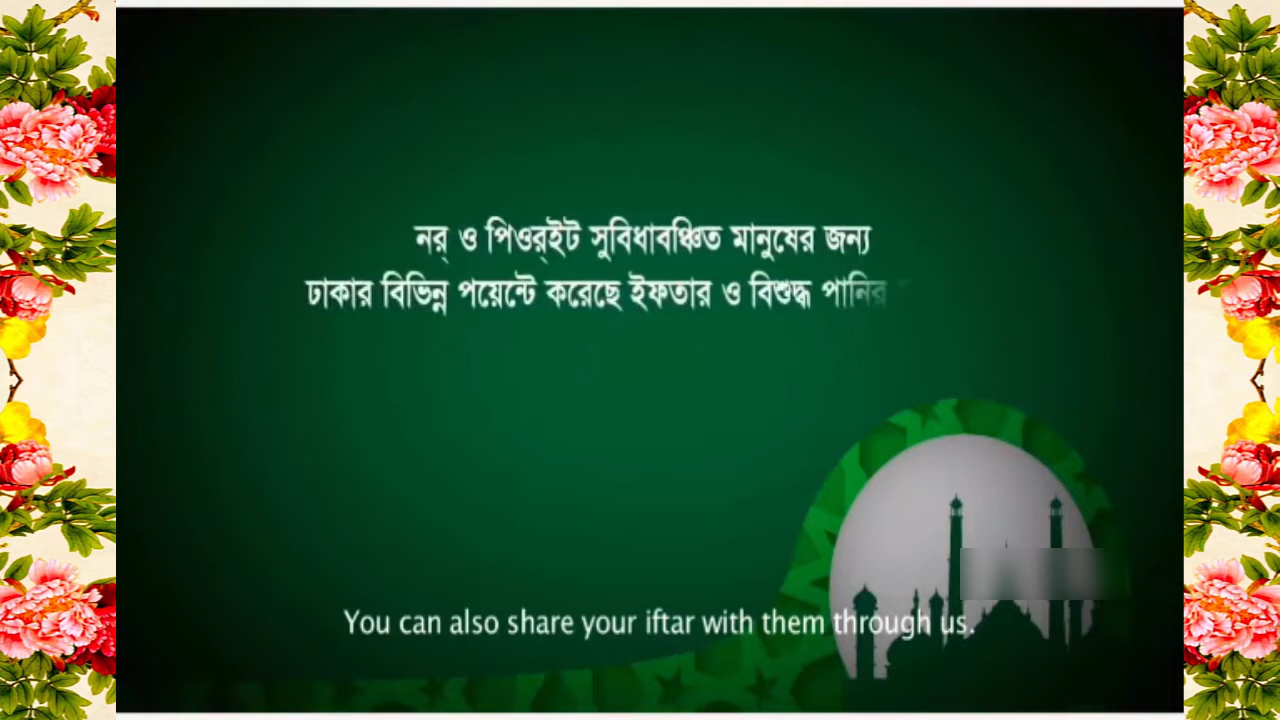 নর্ ও পিওর্ইট সুবিধাবঞ্চিত মানুষের জন্য
ঢাকার বিভিন্ন পয়েন্টে করেছে ইফতার ও বিশুদ্ধ পানির
You can also share your iftar with them through us.